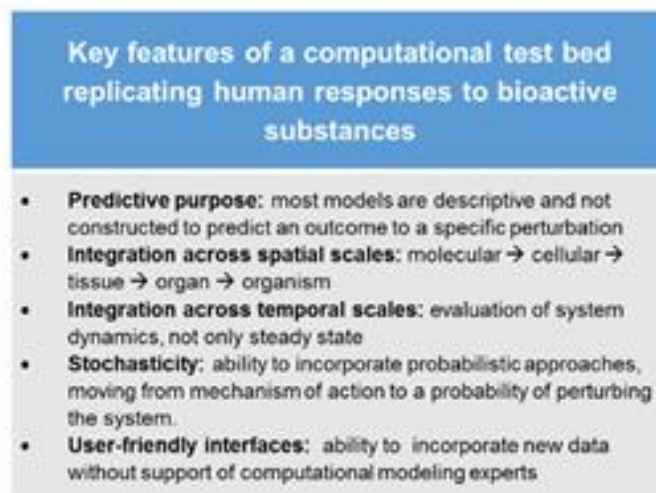 Key features of a computational test bed
replicating human responses to bioactive
substances
• Predictive purpose: most models are descriptive and not
constructed to predict an outcome to a specific perturbation
• Integration across spatial scales: molecular → cellular →
tissue → organ → organism
• Integration across temporal scales: evaluation of system
dynamics, not only steady state
• Stochasticity: ability to incorporate probabilistic approaches,
moving from mechanism of action to a probability of perturbing
the system.
• User-friendly interfaces: ability to incorporate new data
without support of computational modeling experts